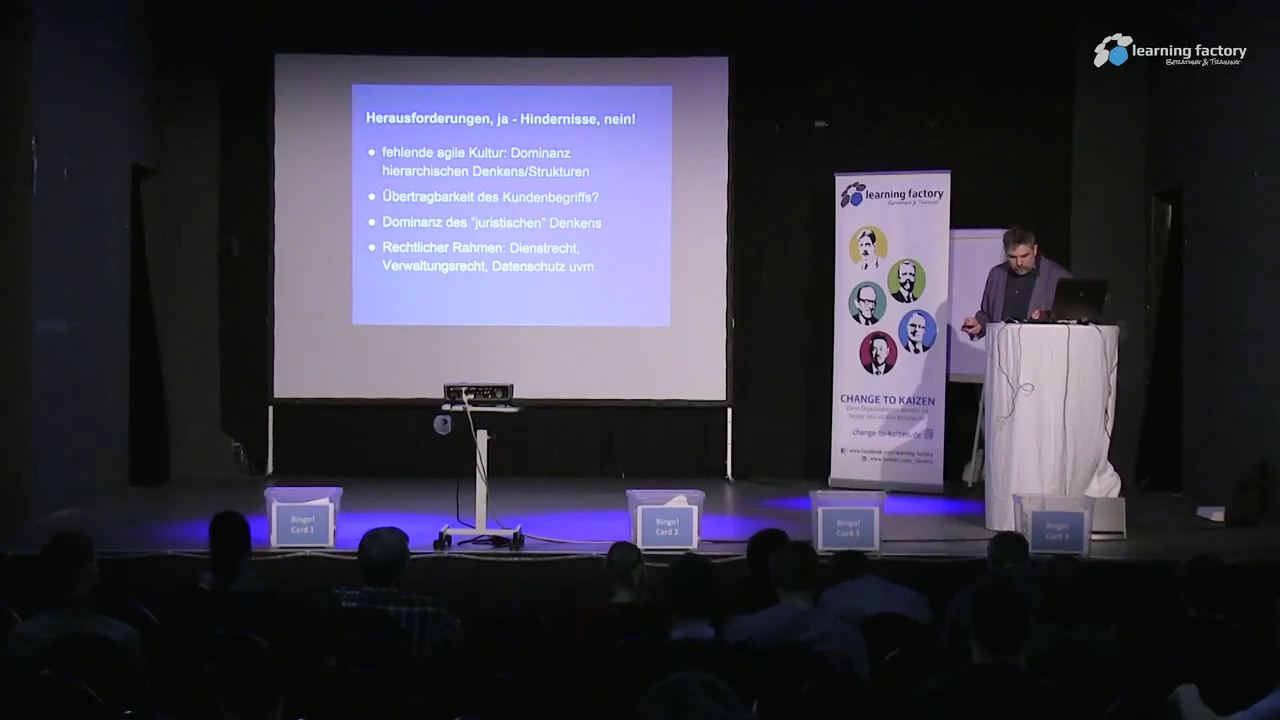 learning factory
BERATUNG & TRAINING
Herausforderungen, ja - Hindernisse, nein!
• fehlende agile Kultur: Dominanz
hierarchischen Denkens/Strukturen
• Übertragbarkeit des Kundenbegriffs?
• Dominanz des "juristischen" Denkens
• Rechtlicher Rahmen: Dienstrecht,
Verwaltungsrecht, Datenschutz uvm.
learning factory
BERATUNG & TRAINING
CHANGE TO KAIZEN
change-to-kaizen.de
Bingo!
Card 1
Bingo!
Card 2
Bingo!
Card 3
Bingo!
Card 4